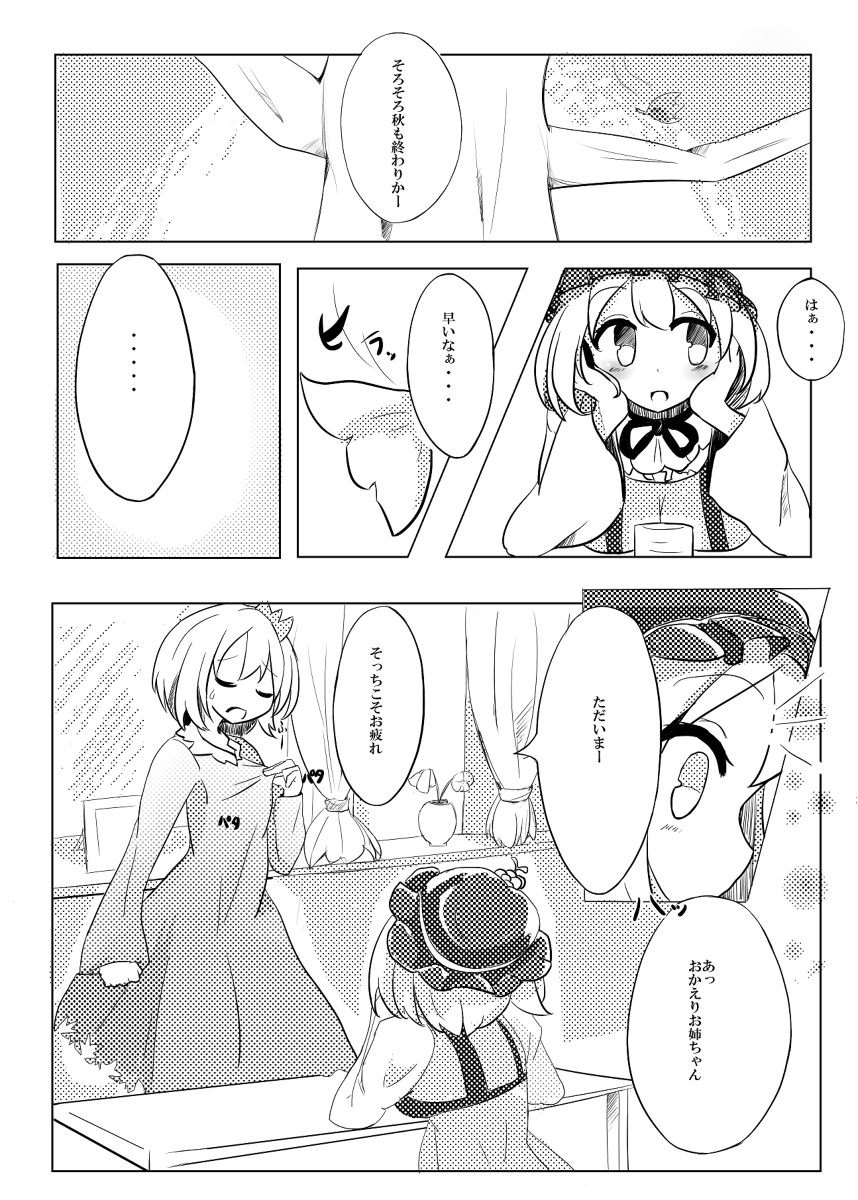 そろそろ秋も終わりかー
はぁ・・・
早いなぁ・・・
ヒラッ
・・・・・
ただいまー
バッ
あっ
おかえりお姉ちゃん
そっちこそお疲れ
パタ
パタ